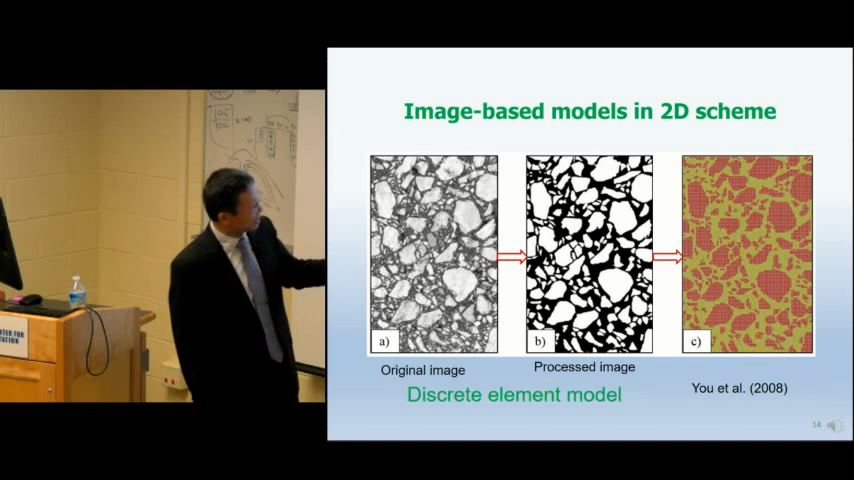 Image-based models in 2D scheme
a)
b)
c)
Original image
Processed image
Discrete element model
You et al. (2008)
14